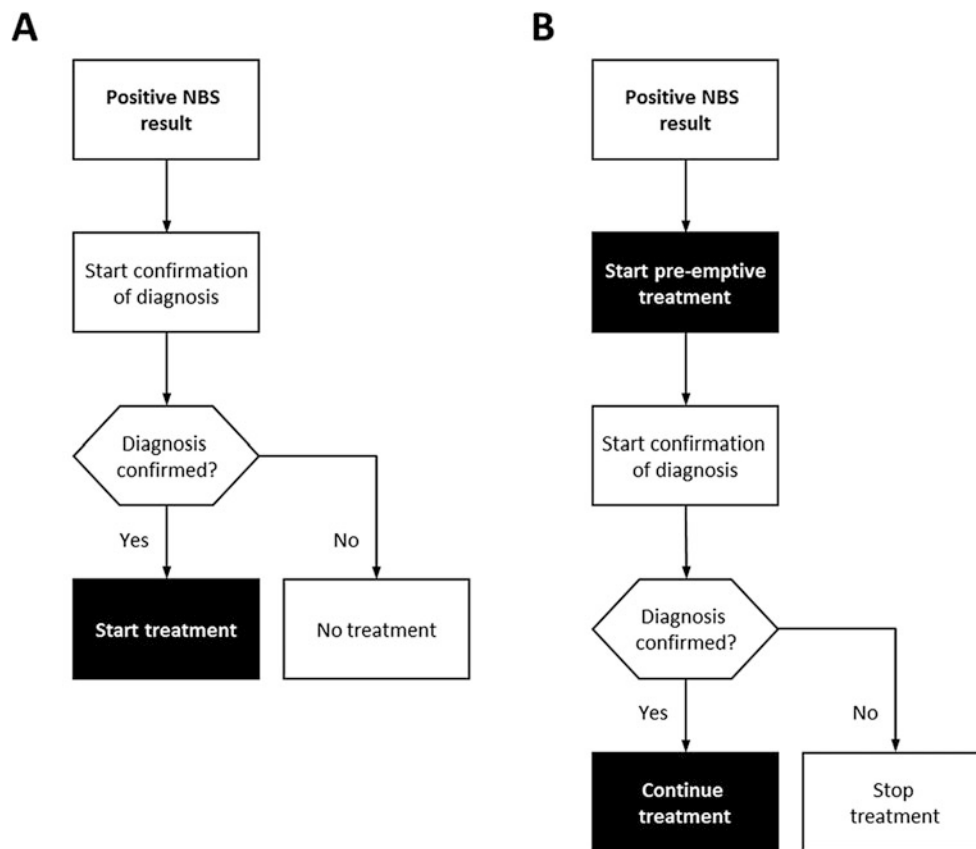 A
Positive NBS
result
Start confirmation
of diagnosis
Diagnosis
confirmed?
Yes
No
Start treatment
No treatment
B
Positive NBS
result
Start pre-emptive
treatment
Start confirmation
of diagnosis
Diagnosis
confirmed?
Yes
No
Continue
treatment
Stop
treatment